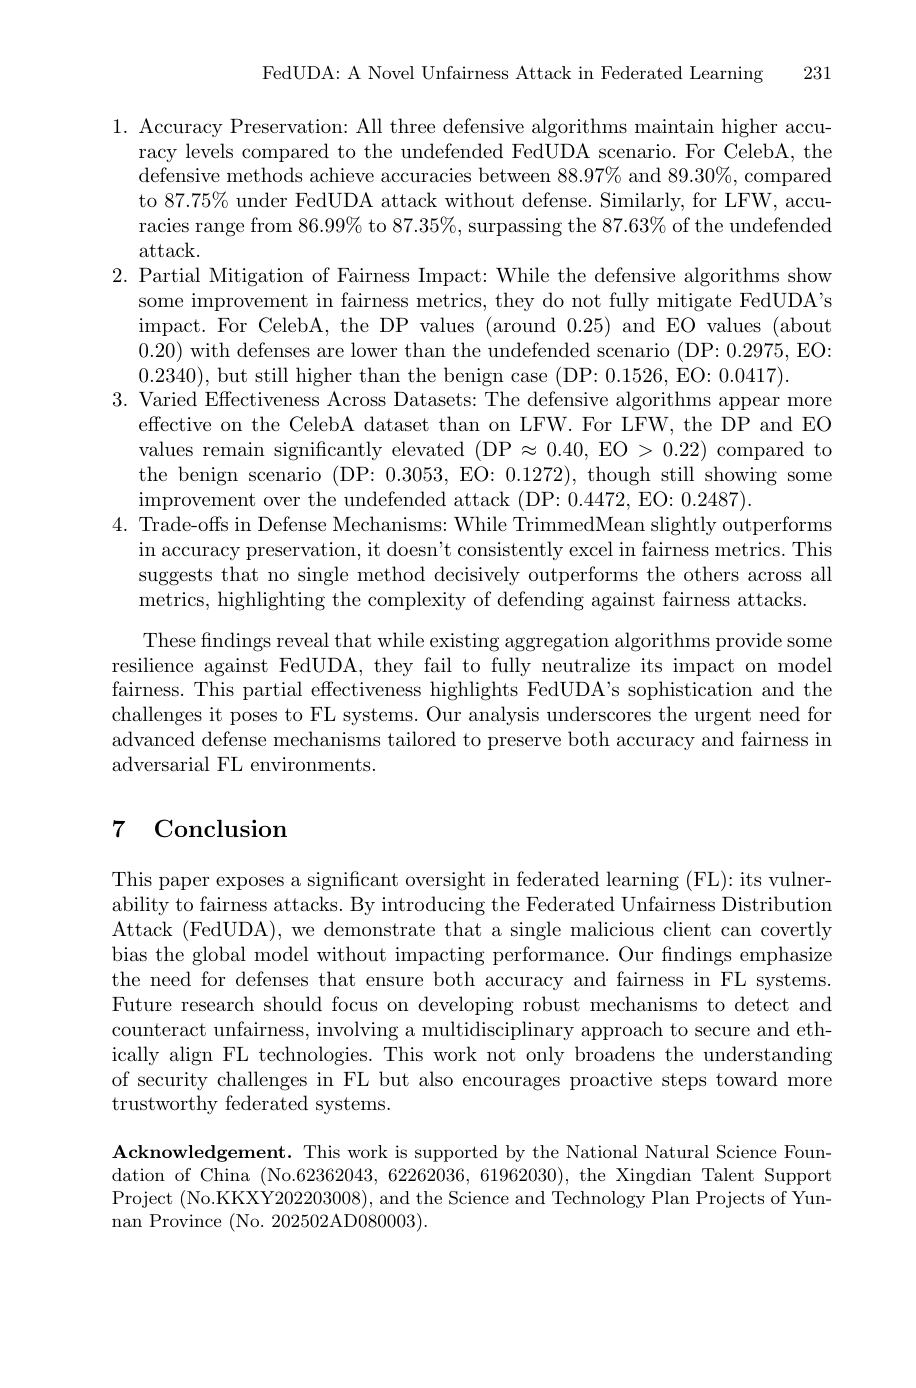 FedUDA: A Novel Unfairness Attack in Federated Learning 231
1. Accuracy Preservation: All three defensive algorithms maintain higher accu-
racy levels compared to the undefended FedUDA scenario. For CelebA, the
defensive methods achieve accuracies between 88.97% and 89.30%, compared
to 87.75% under FedUDA attack without defense. Similarly, for LFW, accu-
racies range from 86.99% to 87.35%, surpassing the 87.63% of the undefended
attack.
2. Partial Mitigation of Fairness Impact: While the defensive algorithms show
some improvement in fairness metrics, they do not fully mitigate FedUDA's
impact. For CelebA, the DP values (around 0.25) and EO values (about
0.20) with defenses are lower than the undefended scenario (DP: 0.2975, EO:
0.2340), but still higher than the benign case (DP: 0.1526, EO: 0.0417).
3. Varied Effectiveness Across Datasets: The defensive algorithms appear more
effective on the CelebA dataset than on LFW. For LFW, the DP and EO
values remain significantly elevated (DP ≈ 0.40, EO > 0.22) compared to
the benign scenario (DP: 0.3053, EO: 0.1272), though still showing some
improvement over the undefended attack (DP: 0.4472, EO: 0.2487).
4. Trade-offs in Defense Mechanisms: While TrimmedMean slightly outperforms
in accuracy preservation, it doesn't consistently excel in fairness metrics. This
suggests that no single method decisively outperforms the others across all
metrics, highlighting the complexity of defending against fairness attacks.
These findings reveal that while existing aggregation algorithms provide some
resilience against FedUDA, they fail to fully neutralize its impact on model
fairness. This partial effectiveness highlights FedUDA's sophistication and the
challenges it poses to FL systems. Our analysis underscores the urgent need for
advanced defense mechanisms tailored to preserve both accuracy and fairness in
adversarial FL environments.
7 Conclusion
This paper exposes a significant oversight in federated learning (FL): its vulner-
ability to fairness attacks. By introducing the Federated Unfairness Distribution
Attack (FedUDA), we demonstrate that a single malicious client can covertly
bias the global model without impacting performance. Our findings emphasize
the need for defenses that ensure both accuracy and fairness in FL systems.
Future research should focus on developing robust mechanisms to detect and
counteract unfairness, involving a multidisciplinary approach to secure and eth-
ically align FL technologies. This work not only broadens the understanding
of security challenges in FL but also encourages proactive steps toward more
trustworthy federated systems.
Acknowledgement. This work is supported by the National Natural Science Foun-
dation of China (No.62362043, 62262036, 61962030), the Xingdian Talent Support
Project (No.KKXY202203008), and the Science and Technology Plan Projects of Yun-
nan Province (No. 202502AD080003).